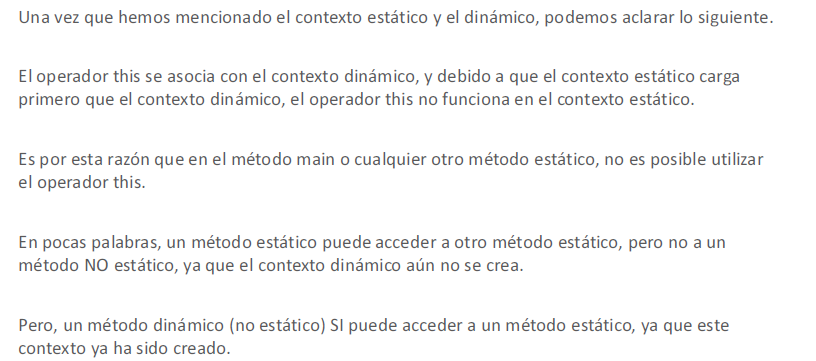 Una vez que hemos mencionado el contexto estático y el dinámico, podemos aclarar lo siguiente.
El operador this se asocia con el contexto dinámico, y debido a que el contexto estático carga
primero que el contexto dinámico, el operador this no funciona en el contexto estático.
Es por esta razón que en el método main o cualquier otro método estático, no es posible utilizar
el operador this.
En pocas palabras, un método estático puede acceder a otro método estático, pero no a un
método NO estático, ya que el contexto dinámico aún no se crea.
Pero, un método dinámico (no estático) SI puede acceder a un método estático, ya que este
contexto ya ha sido creado.